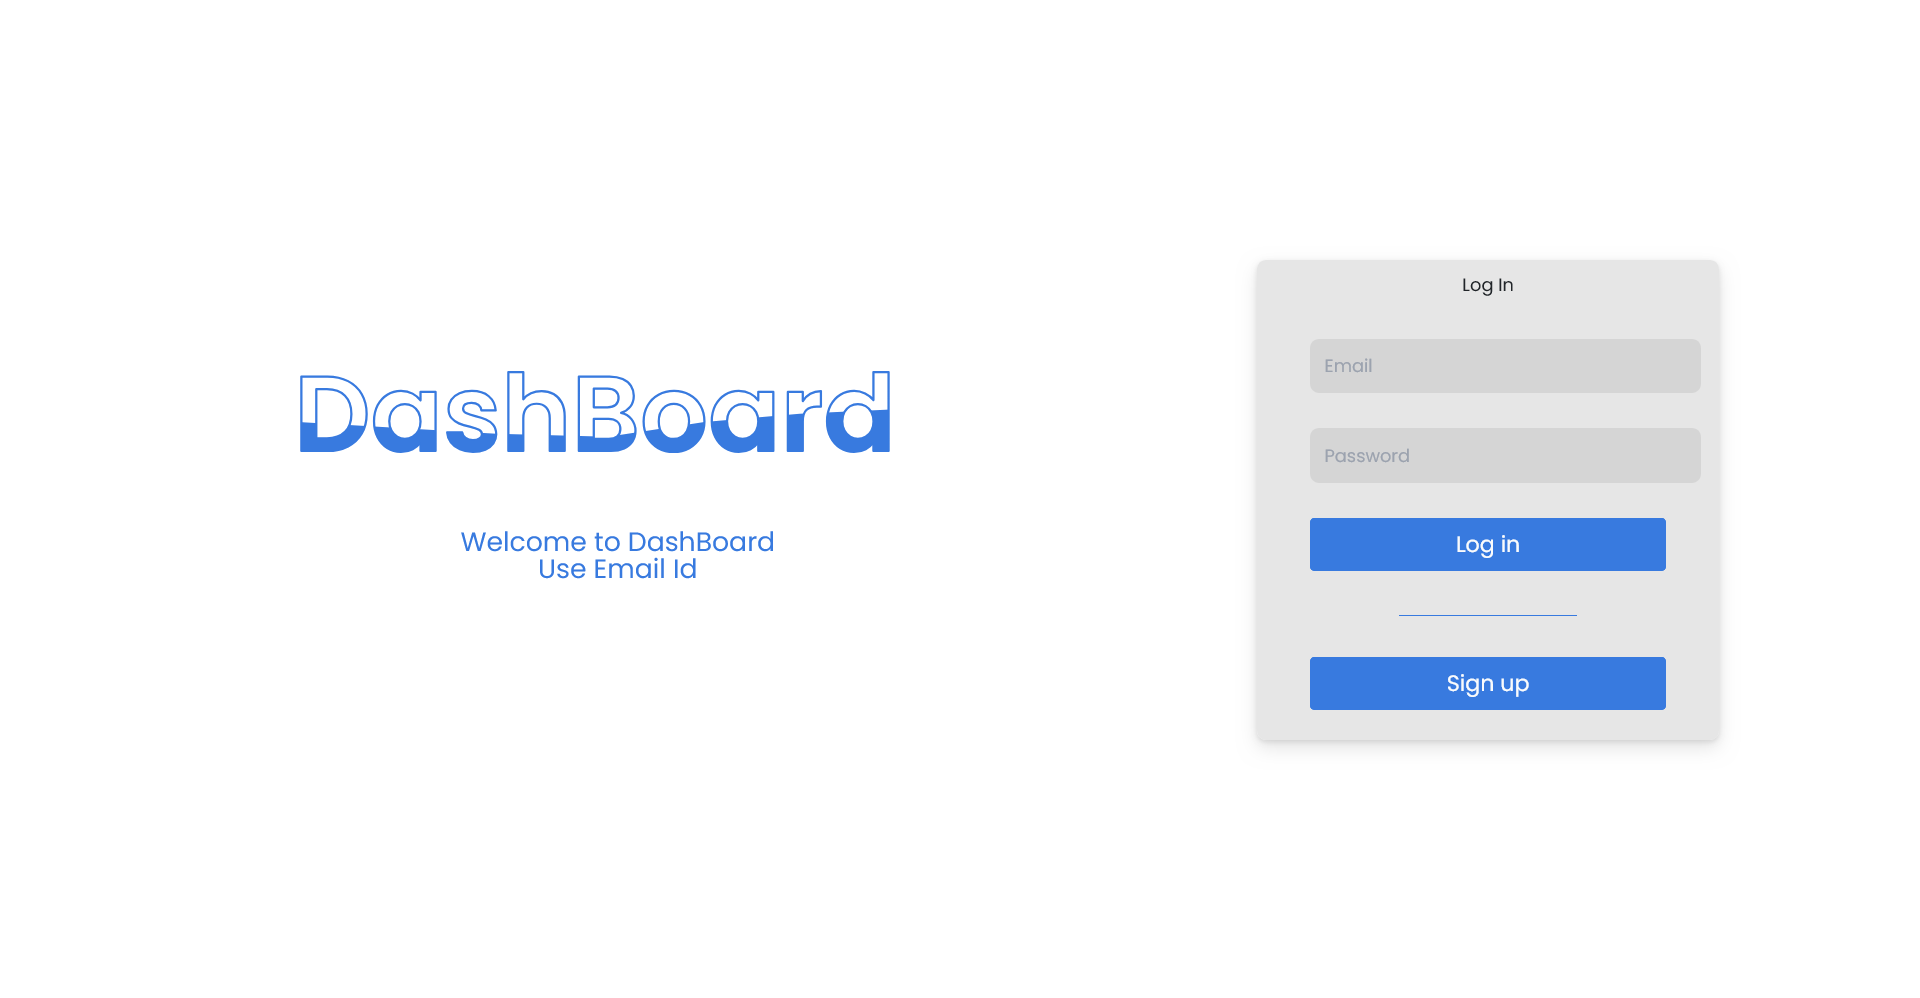 DashBoard
Welcome to DashBoard
Use Email Id
Log In
Email
Password
Log in
Sign up